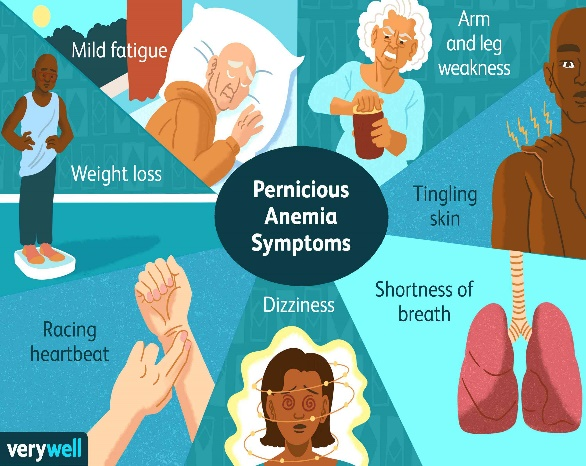 Mild fatigue
Arm
and leg
weakness
Weight loss
Pernicious
Anemia
Symptoms
Tingling
skin
Racing
heartbeat
Dizziness
Shortness of
breath
verywell